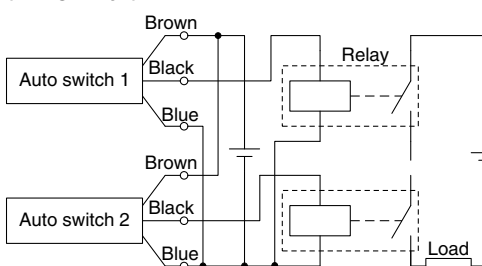 Brown
Relay
Auto switch 1
Black
Blue
Brown
Auto switch 2
Black
Blue
Load